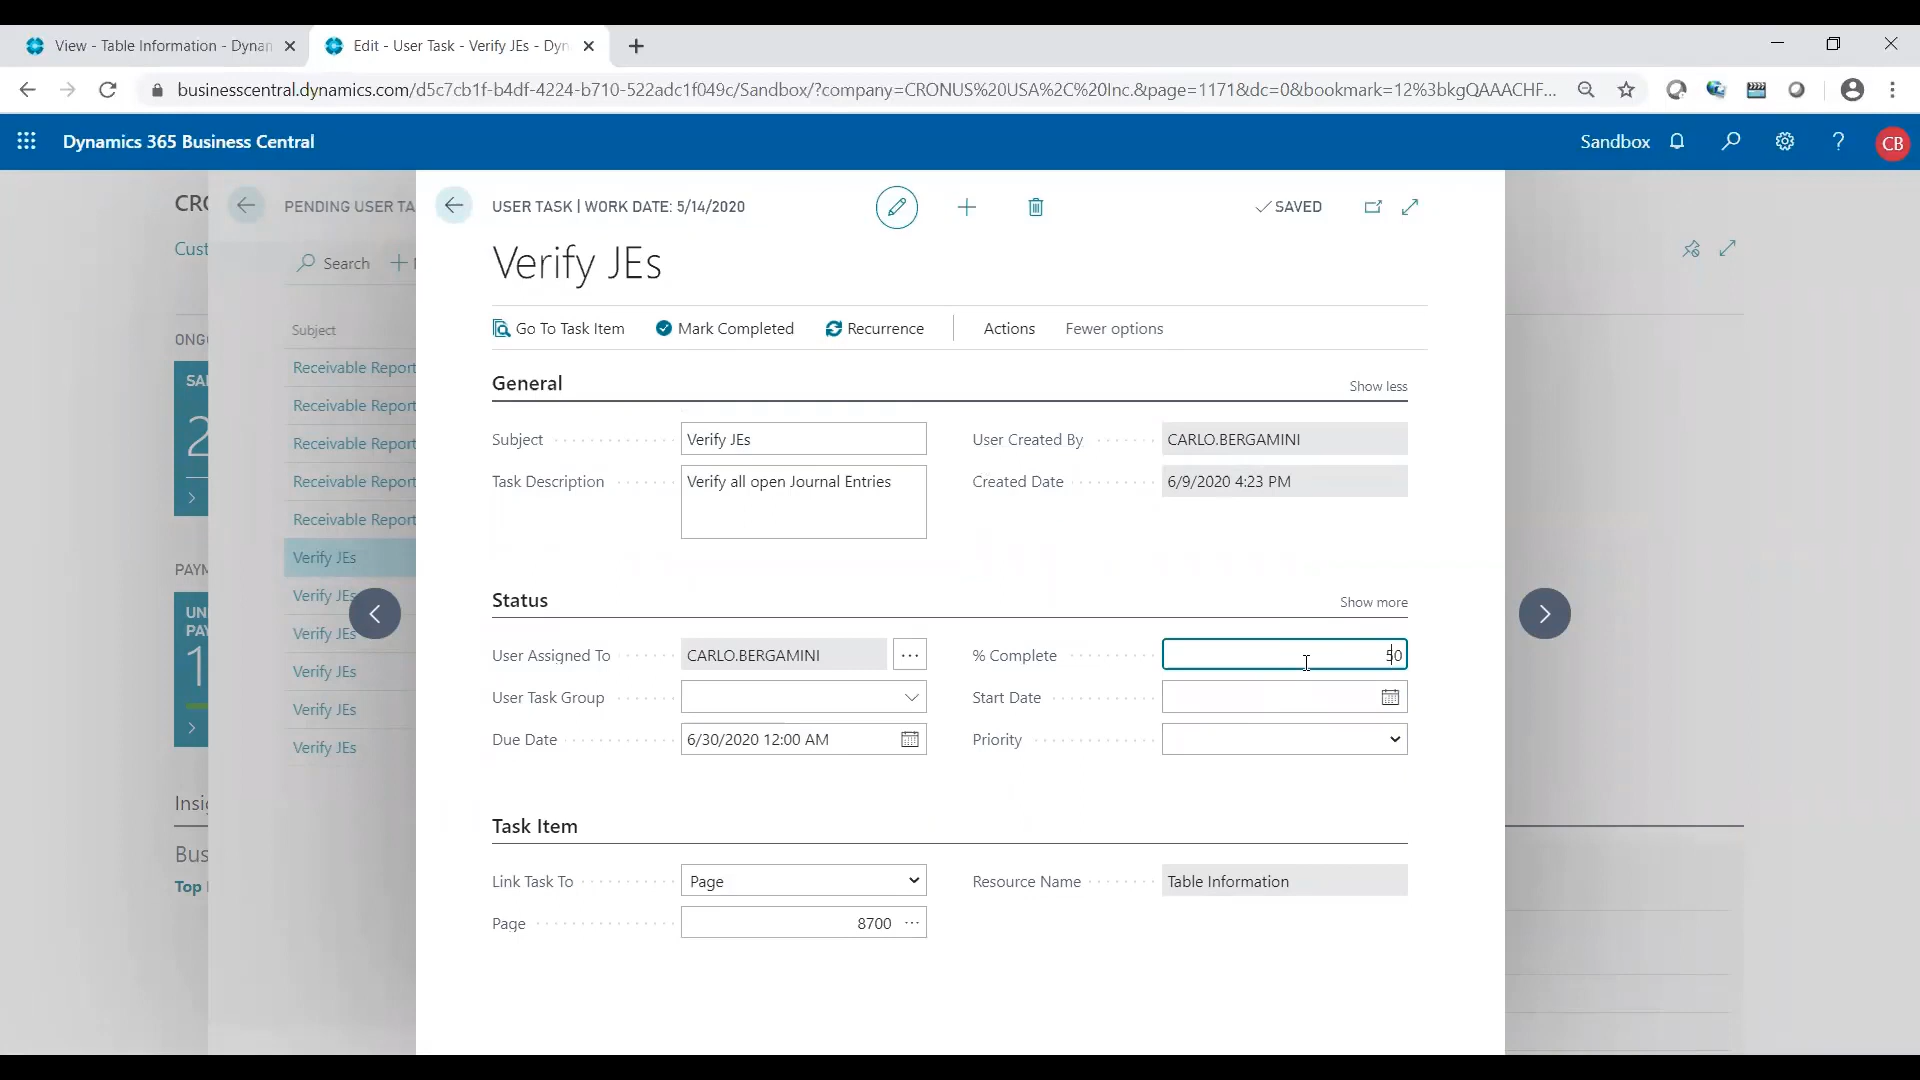 View - Table Information - Dynan
Edit - User Task - Verify JEs - Dyn
businesscentral.dynamics.com/d5c7cb1f-b4df-4224-b710-522adc1f049c/Sandbox/?company=CRONUS%20USA%2C%20Inc.&page=1171&dc=0&bookmark=12%3bkgQAAACHF...
Dynamics 365 Business Central
Sandbox
?
CB
CRO
PENDING USER TA
USER TASK | WORK DATE: 5/14/2020
SAVED
Cust
Search
Verify JEs
Go To Task Item
Mark Completed
Recurrence
Actions
Fewer options
Subject
ONG
Receivable Report
Receivable Report
Receivable Report
Receivable Report
Receivable Report
Verify JEs
Verify JEs
Verify JEs
Verify JEs
Verify JEs
Verify JEs
SAL
2
PAYM
UN
PAY
1
Insig
Bus
Top
General
Show less
Subject
Verify JEs
User Created By
CARLO.BERGAMINI
Task Description
Verify all open Journal Entries
Created Date
6/9/2020 4:23 PM
Status
Show more
User Assigned To
CARLO.BERGAMINI
% Complete
50
User Task Group
Start Date
Due Date
6/30/2020 12:00 AM
Priority
Task Item
Link Task To
Page
Resource Name
Table Information
Page
8700